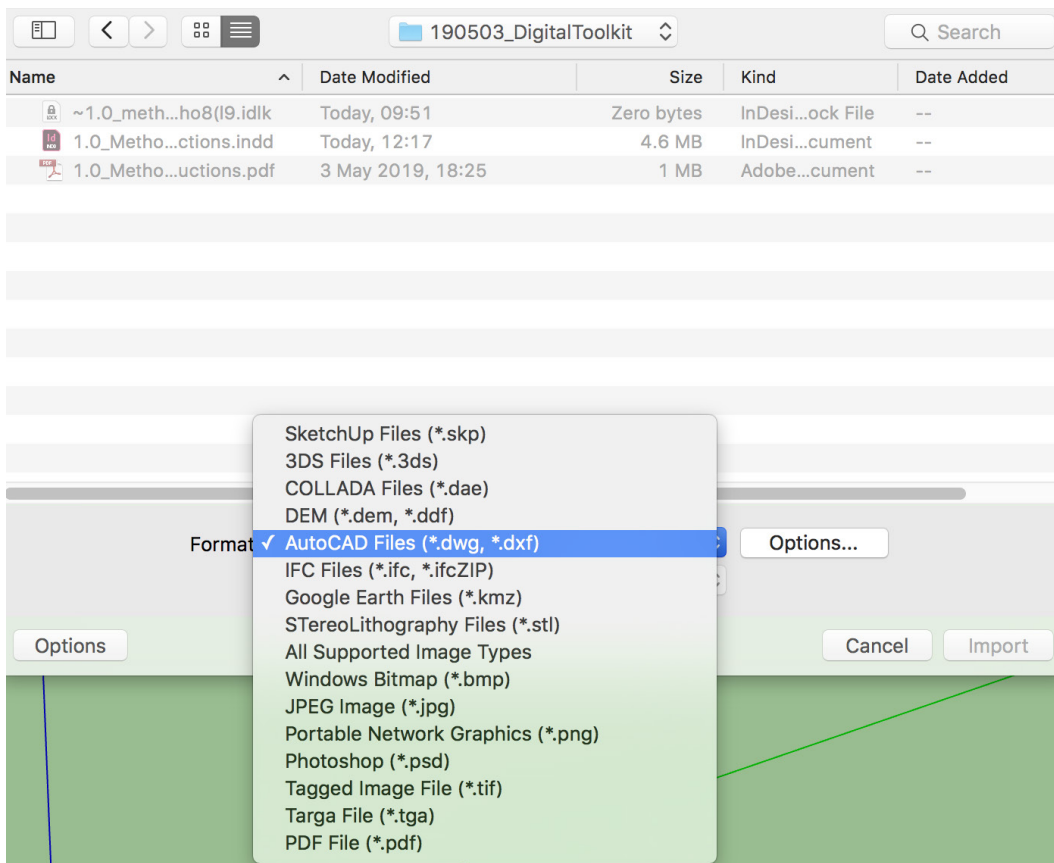 190503_DigitalToolkit Search
Name Date Modified Size Kind Date Added
~1.0_meth...ho8(l9.idlk Today, 09:51 Zero bytes InDesi...ock File --
1.0_Metho...ctions.indd Today, 12:17 4.6 MB InDesi...cument --
1.0_Metho...uctions.pdf 3 May 2019, 18:25 1 MB Adobe...cument --
SketchUp Files (*.skp)
3DS Files (*.3ds)
COLLADA Files (*.dae)
DEM (*.dem, *.ddf)
Format ✓ AutoCAD Files (*.dwg, *.dxf) Options...
IFC Files (*.ifc, *.ifcZIP)
Google Earth Files (*.kmz)
STereoLithography Files (*.stl)
Options All Supported Image Types Cancel Import
Windows Bitmap (*.bmp)
JPEG Image (*.jpg)
Portable Network Graphics (*.png)
Photoshop (*.psd)
Tagged Image File (*.tif)
Targa File (*.tga)
PDF File (*.pdf)